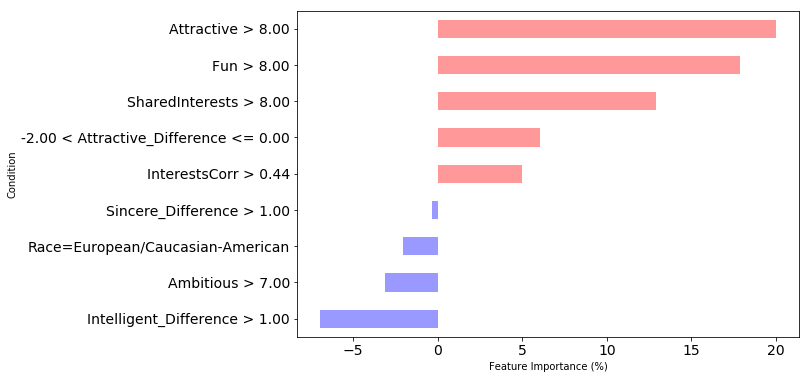 Attractive > 8.00
Fun > 8.00
SharedInterests > 8.00
-2.00 < Attractive_Difference <= 0.00
InterestsCorr > 0.44
Sincere_Difference > 1.00
Race=European/Caucasian-American
Ambitious > 7.00
Intelligent_Difference > 1.00
Condition
−5 0 5 10 15 20
Feature Importance (%)